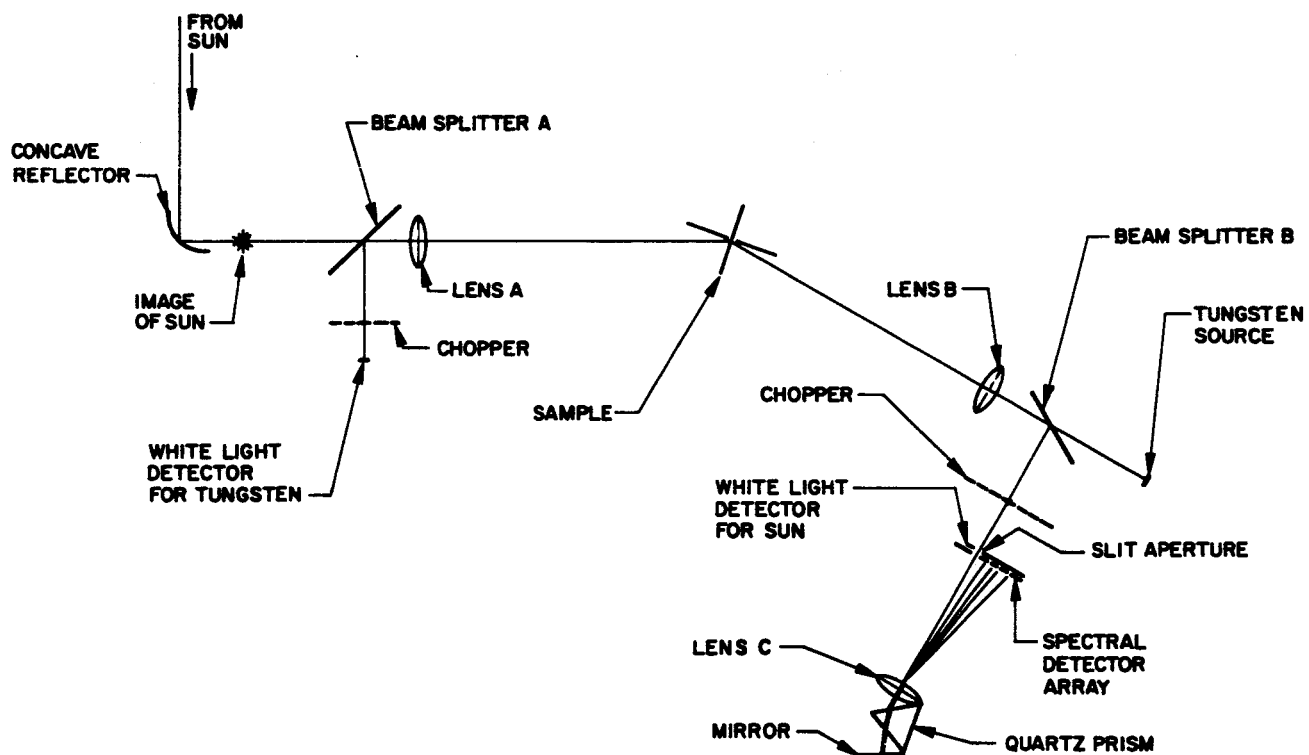 FROM
SUN
BEAM SPLITTER A
CONCAVE
REFLECTOR
BEAM SPLITTER B
IMAGE
OF SUN
LENS A
LENS B
TUNGSTEN
SOURCE
CHOPPER
SAMPLE
CHOPPER
WHITE LIGHT
DETECTOR
FOR TUNGSTEN
WHITE LIGHT
DETECTOR
FOR SUN
SLIT APERTURE
LENS C
SPECTRAL
DETECTOR
ARRAY
MIRROR
QUARTZ PRISM